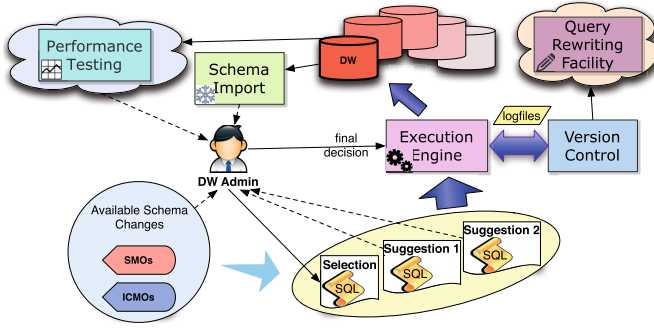 Performance
Testing
Schema
Import
DW
Query
Rewriting
Facility
logfiles
final
decision
Execution
Engine
Version
Control
DW Admin
Available Schema
Changes
SMOs
ICMOs
Selection
SQL
Suggestion 1
SQL
Suggestion 2
SQL